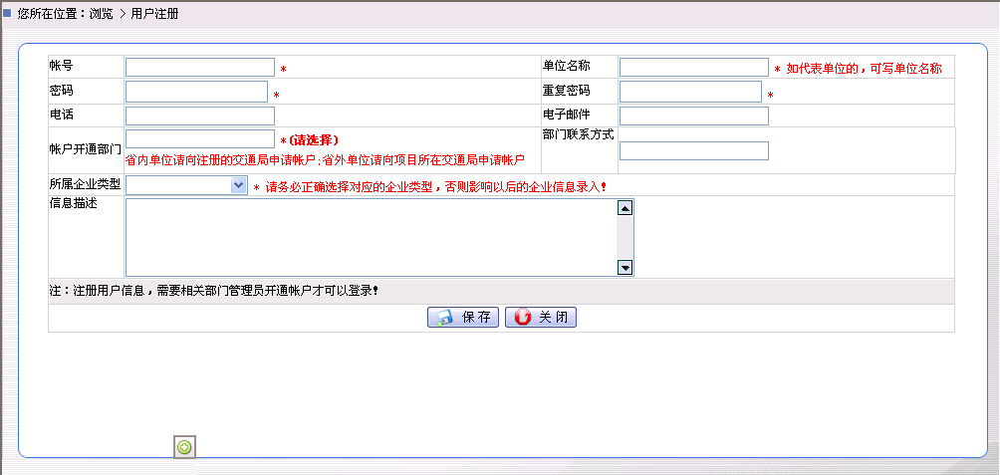 您所在位置：浏览 > 用户注册
帐号 * 单位名称 * 如代表单位的，可写单位名称
密码 * 重复密码 *
电话 电子邮件
帐户开通部门 *(请选择) 部门联系方式
省内单位请向注册的交通局申请帐户;省外单位请向项目所在交通局申请帐户
所属企业类型 * 请务必正确选择对应的企业类型，否则影响以后的企业信息录入！
信息描述
注：注册用户信息，需要相关部门管理员开通帐户才可以登录！
保存 关闭